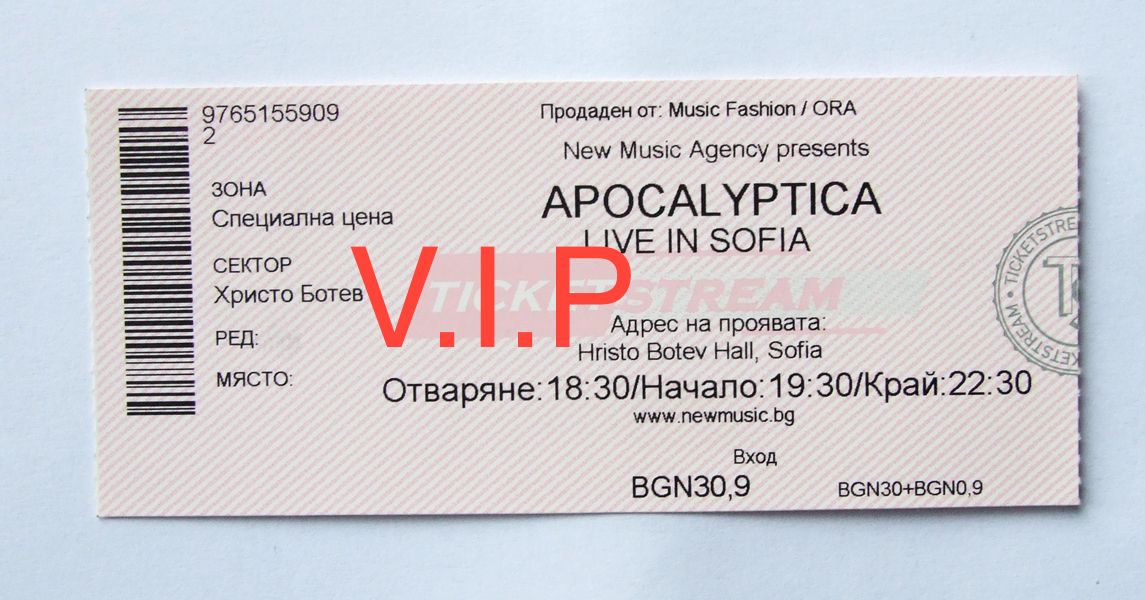 9765155909
2
ЗОНА
Специална цена
СЕКТОР
Христо Ботев
РЕД:
МЯСТО:
Продаден от: Music Fashion / ORA
New Music Agency presents
APOCALYPTICA
LIVE IN SOFIA
V.I.P
TICKETSTREAM
Адрес на проявата:
Hristo Botev Hall, Sofia
Отваряне:18:30/Начало:19:30/Край:22:30
www.newmusic.bg
Вход
BGN30,9
BGN30+BGN0,9
TICKETSTREAM • TICKETSTRE